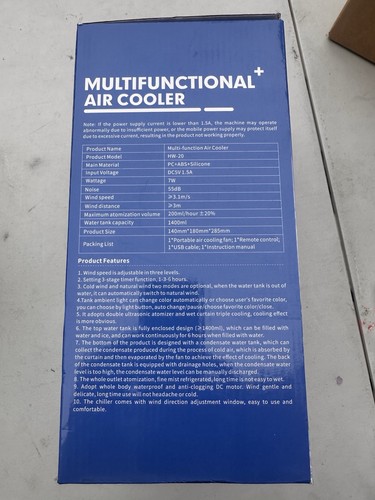 MULTIFUNCTIONAL+
AIR COOLER
Note: If the power supply current is lower than 1.5A, the machine may operate
abnormally due to insufficient power, or the mobile power supply may protect itself
due to excessive current, resulting in the product not working properly.
Product Name Multi-function Air Cooler
Product Model HW-20
Main Material PC+ABS+Silicone
Input Voltage DC5V 1.5A
Wattage 7W
Noise 55dB
Wind speed ≥3.1m/s
Wind distance ≥3m
Maximum atomization volume 200ml/hour ±20%
Water tank capacity 1400ml
Product Size 140mm*180mm*285mm
Packing List 1*Portable air cooling fan; 1*Remote control;
1*USB cable; 1*Instruction manual
Product Features
1. Wind speed is adjustable in three levels.
2. Setting 3-stage timer function. 1-3-5 hours.
3. Cold wind and natural wind two modes are optional, when the water tank is out of
water, it can automatically switch to natural wind.
4.Tank ambient light can change color automatically or choose user's favorite color,
you can choose by light button, auto change/pause/choose favorite color/close.
5. It adopts double ultrasonic atomizer and wet curtain triple cooling, cooling effect
is more obvious.
6. The top water tank is fully enclosed design (≥1400ml), which can be filled with
water and ice, and can work continuously for 6 hours when filled with water.
7. The bottom of the product is designed with a condensate water tank, which can
collect the condensate produced during the process of cold air, which is absorbed by
the curtain and then evaporated by the fan to achieve the effect of cooling. The back
of the condensate tank is equipped with drainage holes, when the condensate water
level is too high, the condensate water level can be manually discharged.
8. The whole outlet atomization, fine mist refrigerated, long time is not easy to wet.
9. Adopt whole body waterproof and anti-clogging DC motor. Wind gentle and
delicate, long time use will not headache or cold.
10. The chiller comes with wind direction adjustment window, easy to use and
comfortable.